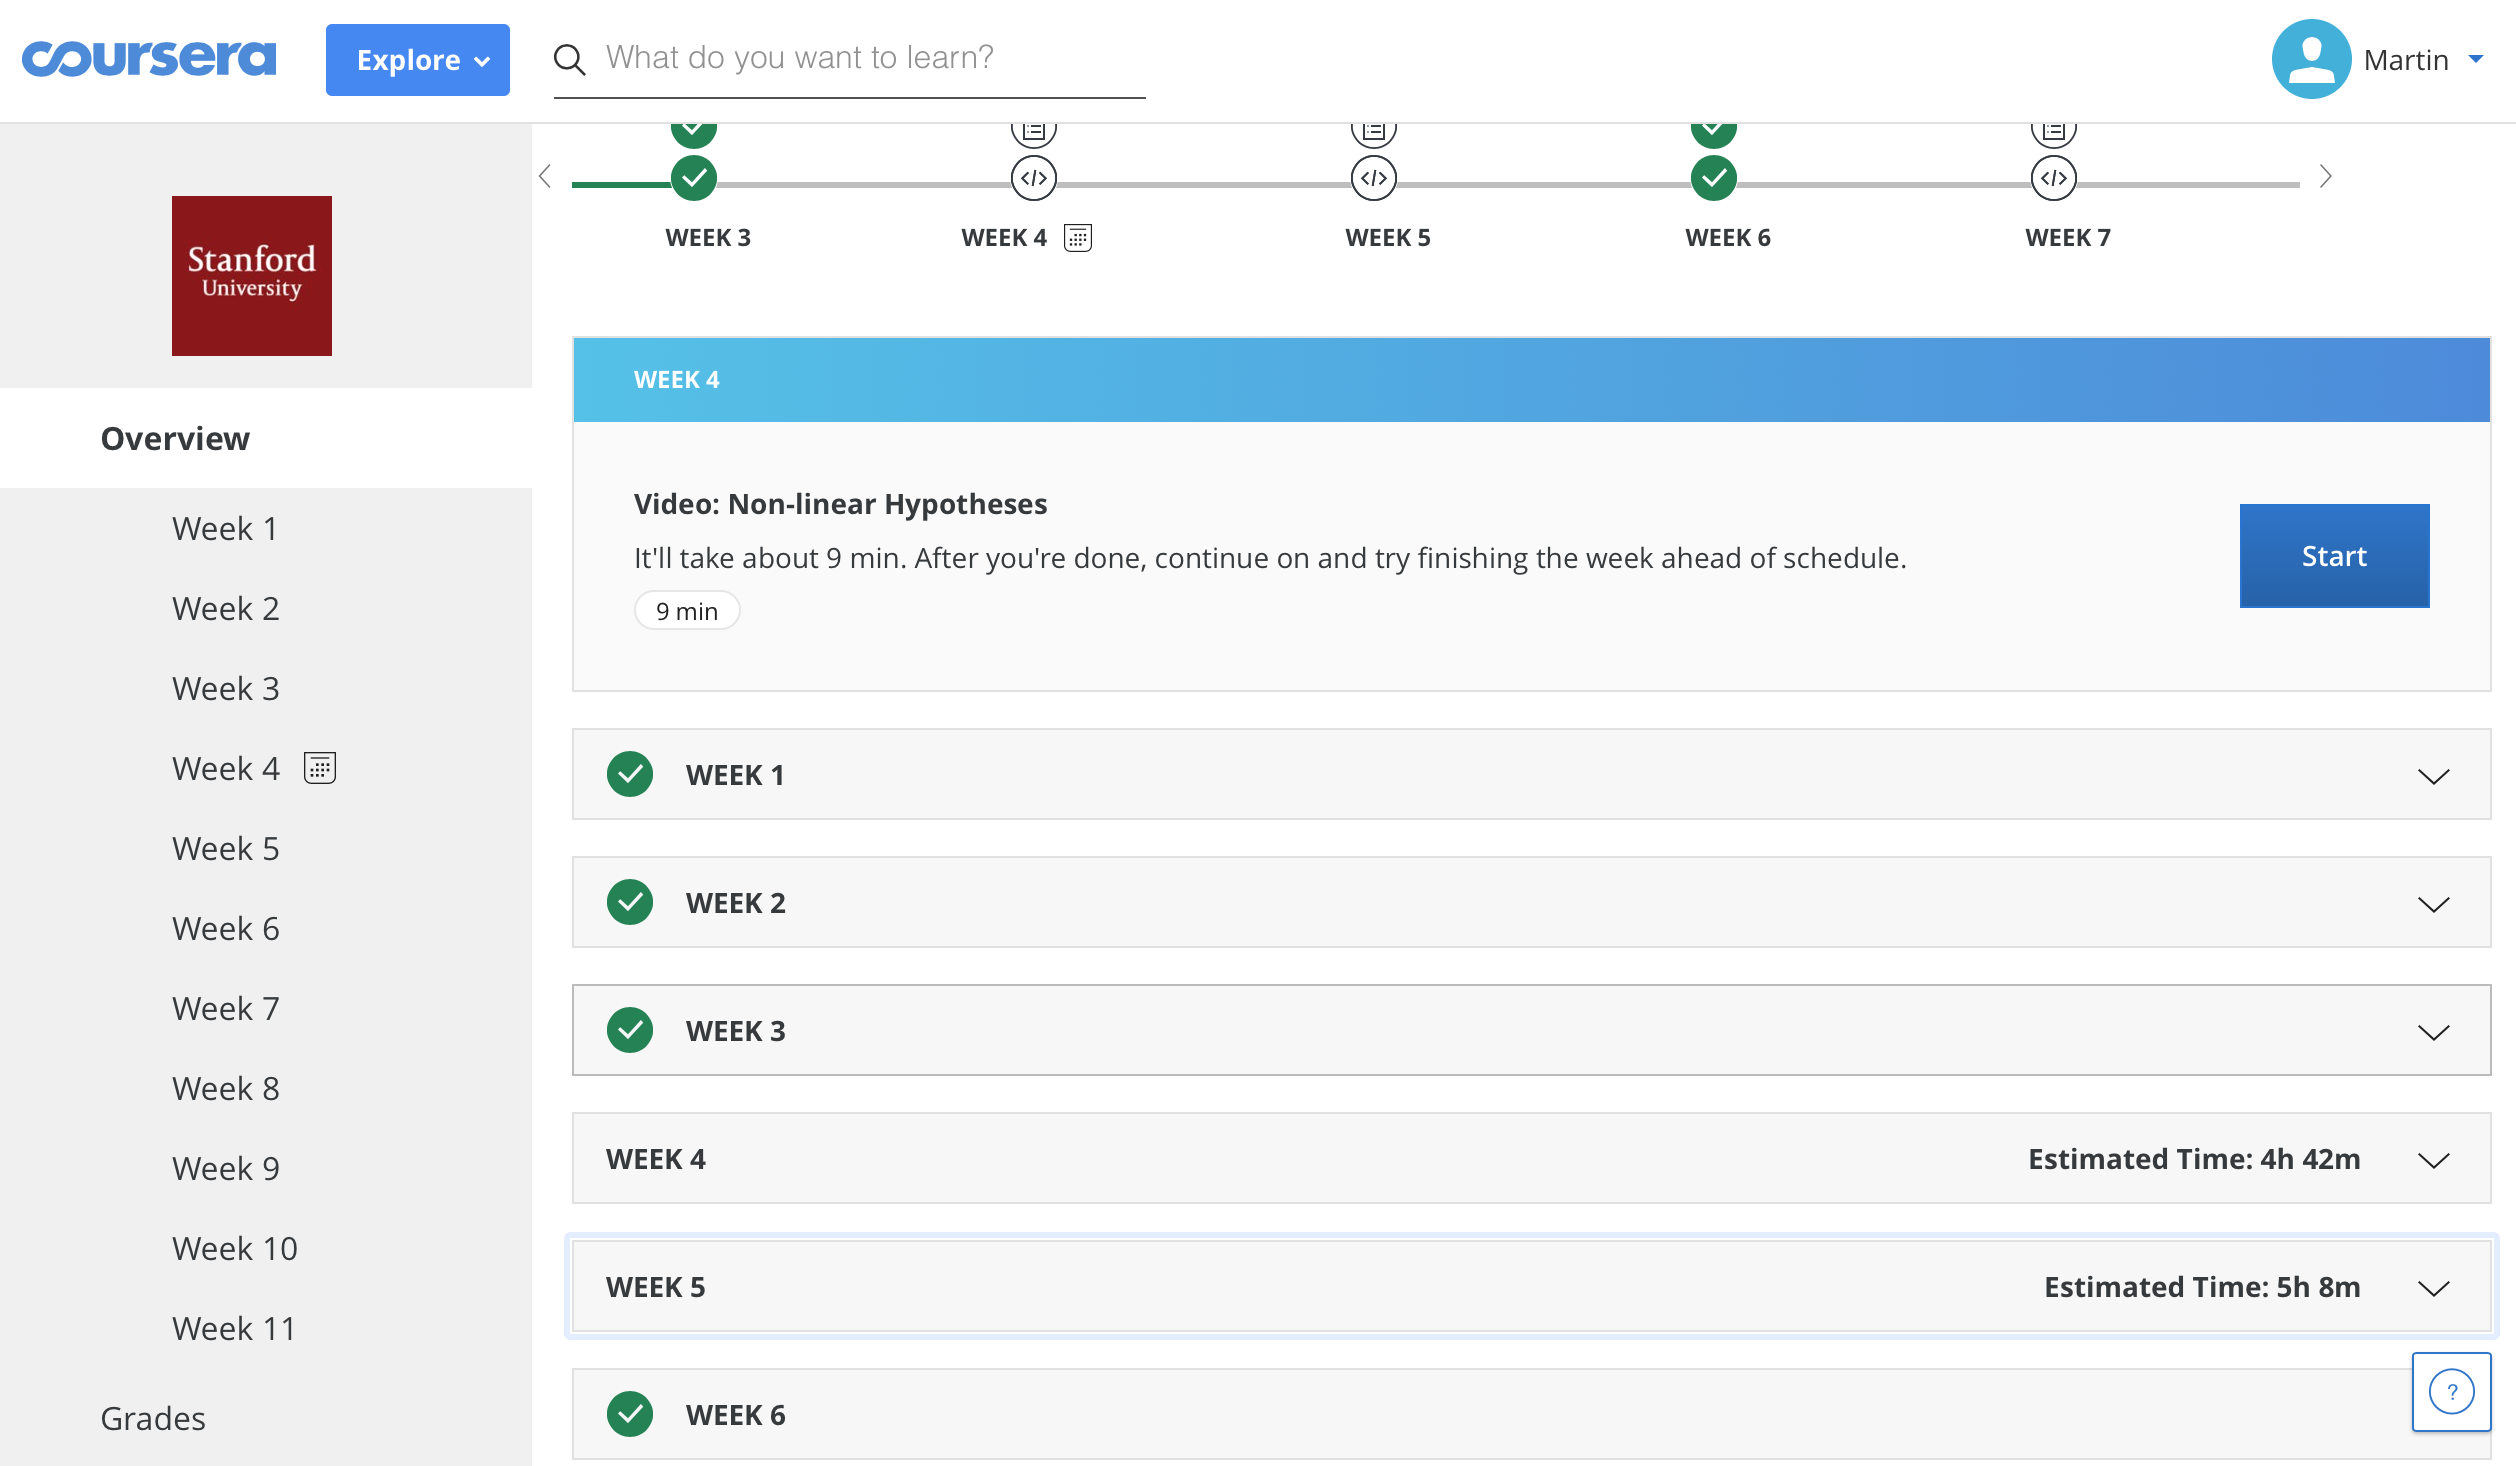 coursera
Explore
What do you want to learn?
Martin
Stanford
University
WEEK 3
WEEK 4
WEEK 5
WEEK 6
WEEK 7
Overview
Week 1
Week 2
Week 3
Week 4
Week 5
Week 6
Week 7
Week 8
Week 9
Week 10
Week 11
Grades
WEEK 4
Video: Non-linear Hypotheses
It'll take about 9 min. After you're done, continue on and try finishing the week ahead of schedule.
9 min
Start
WEEK 1
WEEK 2
WEEK 3
WEEK 4 Estimated Time: 4h 42m
WEEK 5 Estimated Time: 5h 8m
WEEK 6
?